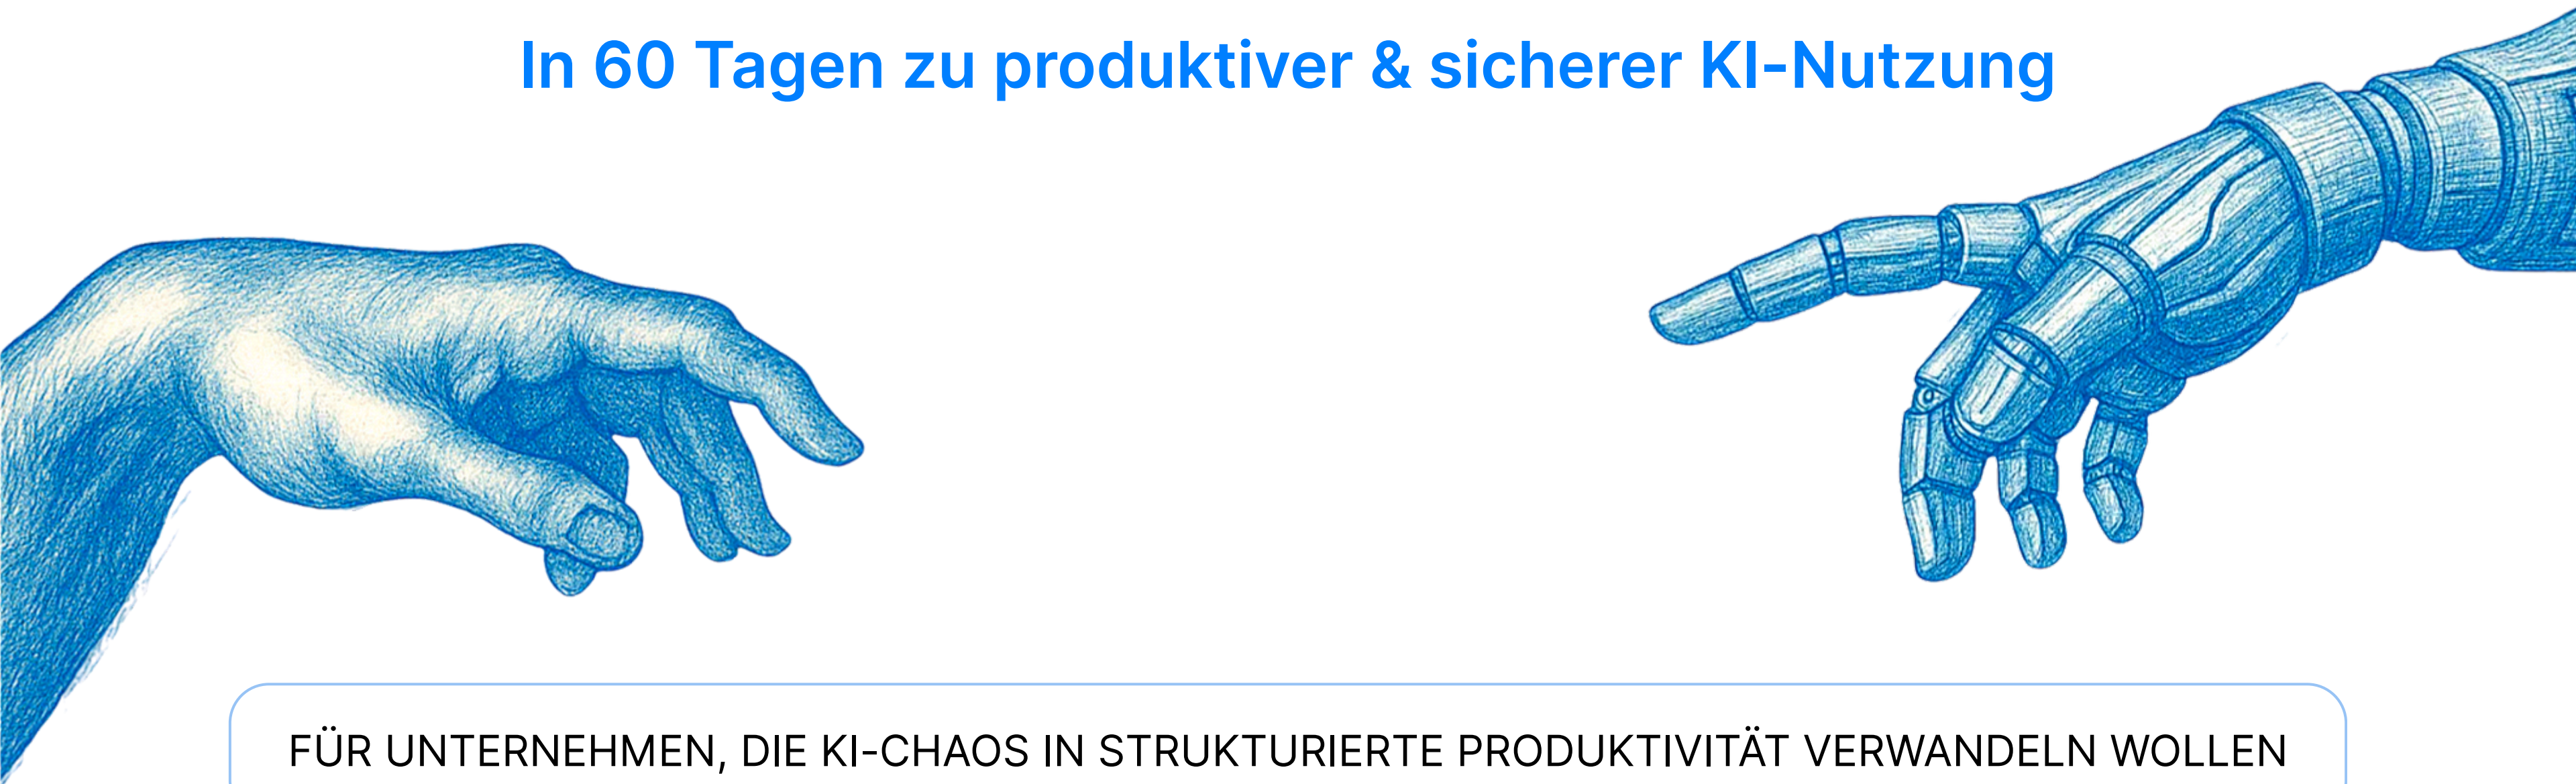 In 60 Tagen zu produktiver & sicherer KI-Nutzung
FÜR UNTERNEHMEN, DIE KI-CHAOS IN STRUKTURIERTE PRODUKTIVITÄT VERWANDELN WOLLEN